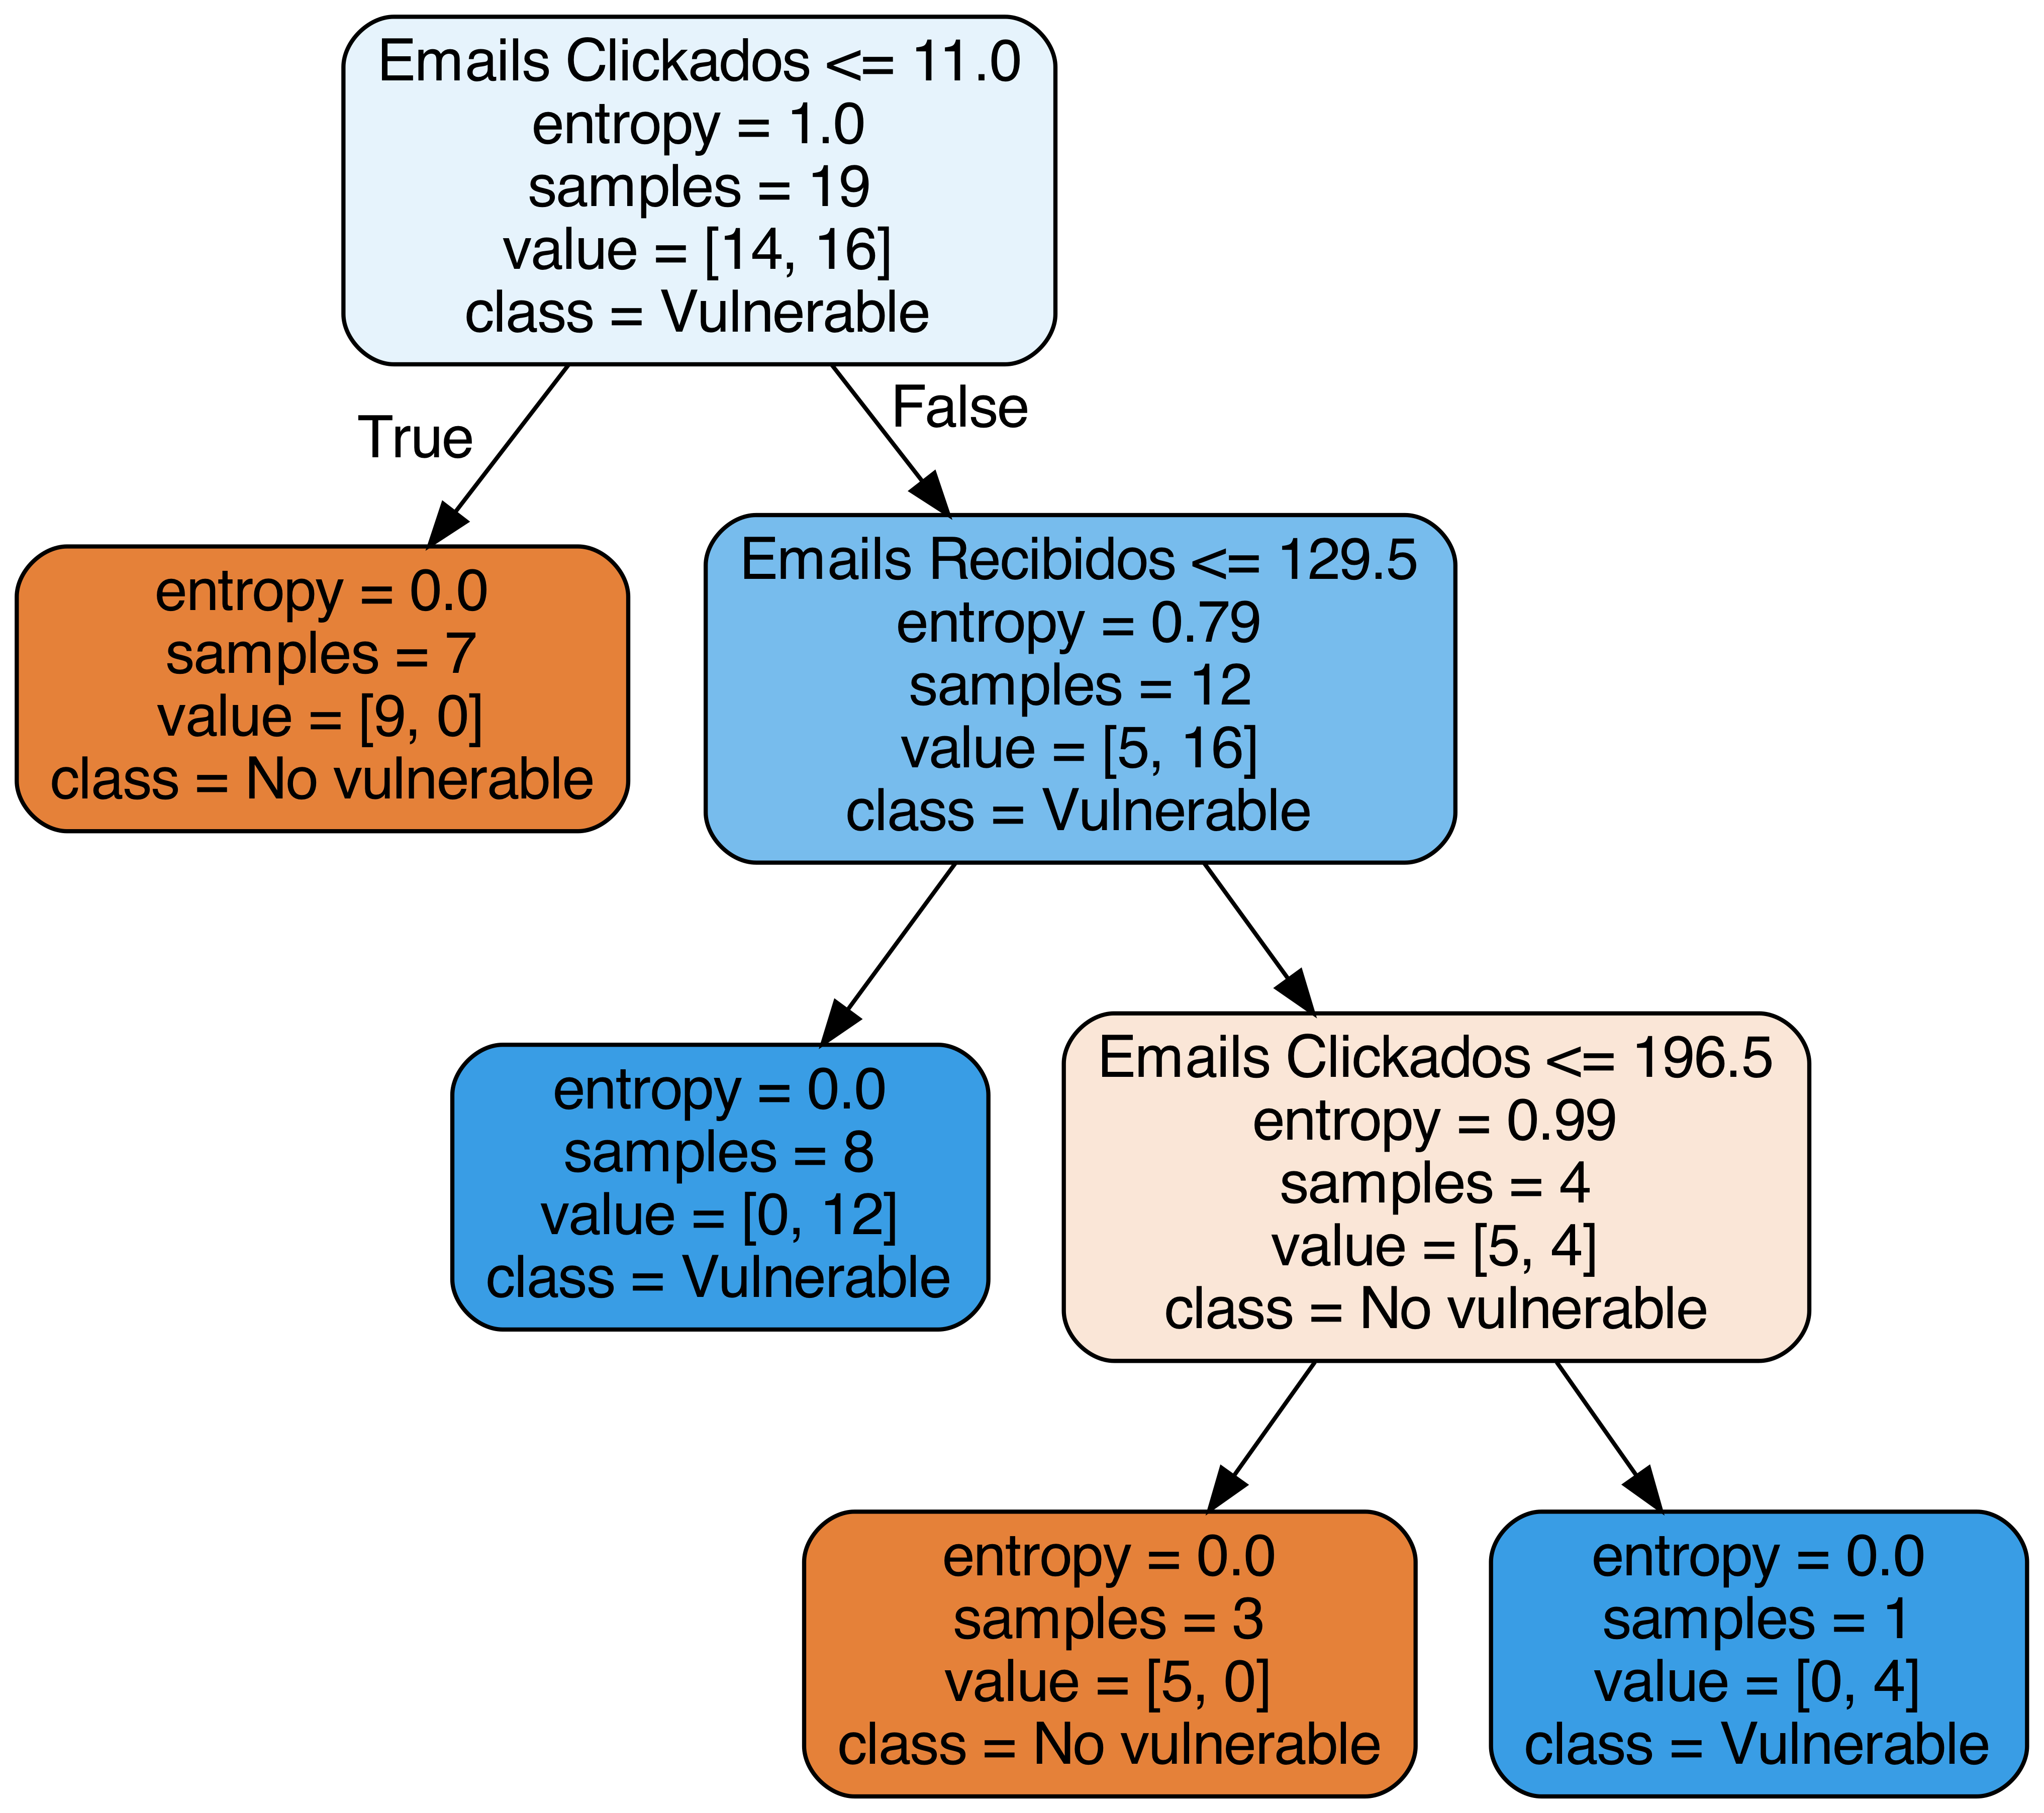 Emails Clickados <= 11.0
entropy = 1.0
samples = 19
value = [14, 16]
class = Vulnerable
True
False
entropy = 0.0
samples = 7
value = [9, 0]
class = No vulnerable
Emails Recibidos <= 129.5
entropy = 0.79
samples = 12
value = [5, 16]
class = Vulnerable
entropy = 0.0
samples = 8
value = [0, 12]
class = Vulnerable
Emails Clickados <= 196.5
entropy = 0.99
samples = 4
value = [5, 4]
class = No vulnerable
entropy = 0.0
samples = 3
value = [5, 0]
class = No vulnerable
entropy = 0.0
samples = 1
value = [0, 4]
class = Vulnerable